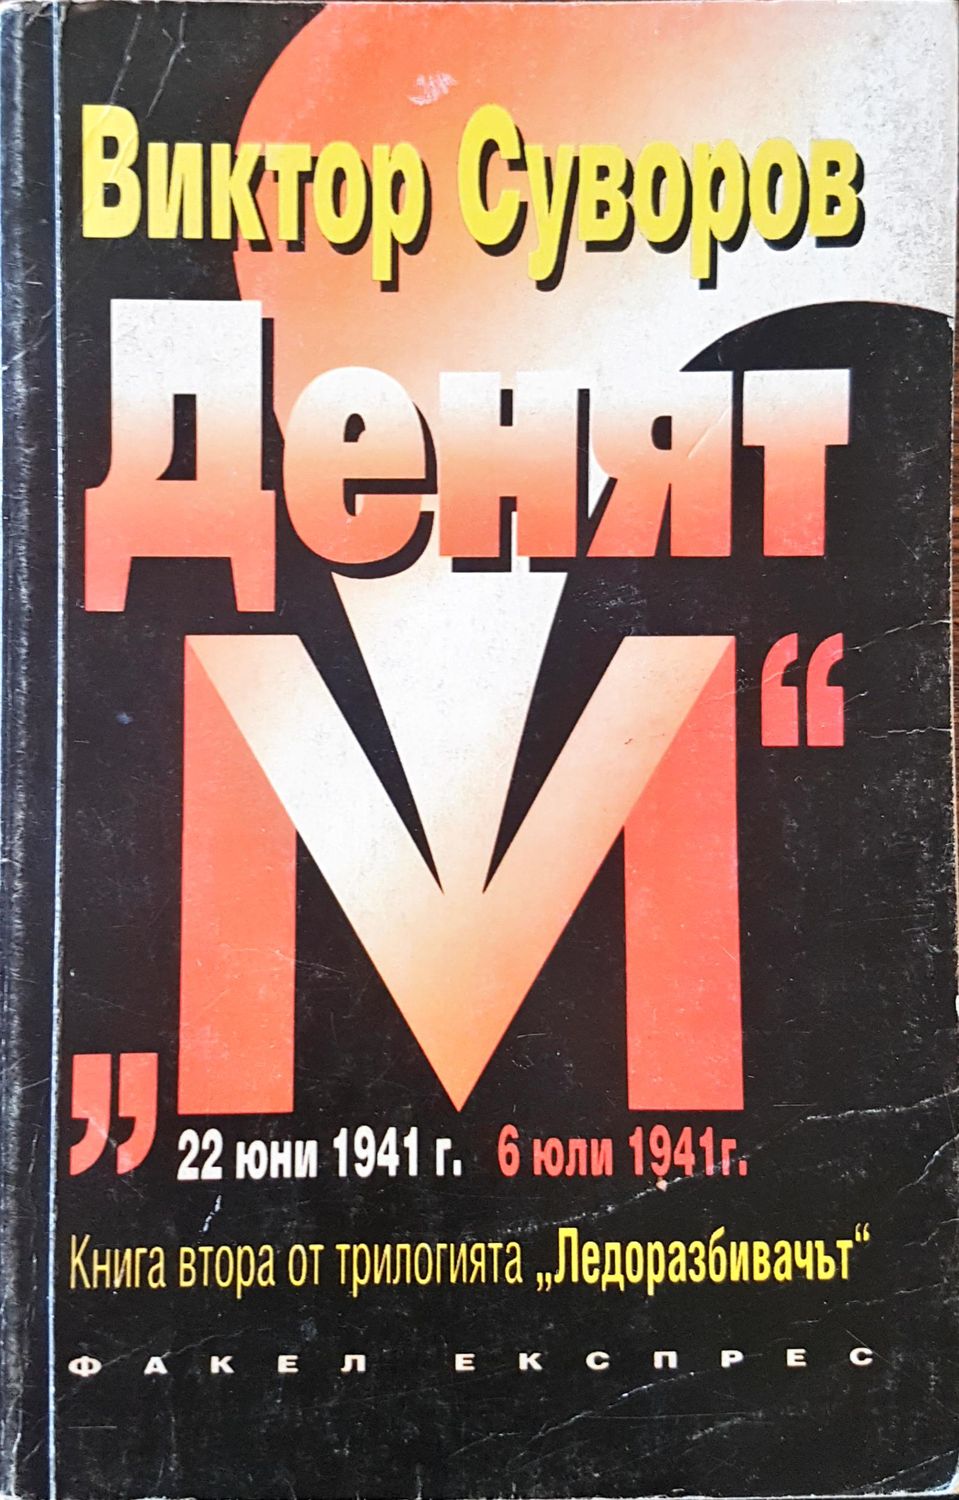 Виктор Суворов
Денят
„М“
22 юни 1941 г. 6 юли 1941г.
Книга втора от трилогията „Ледоразбивачът“
ФАКЕЛ ЕКСПРЕС